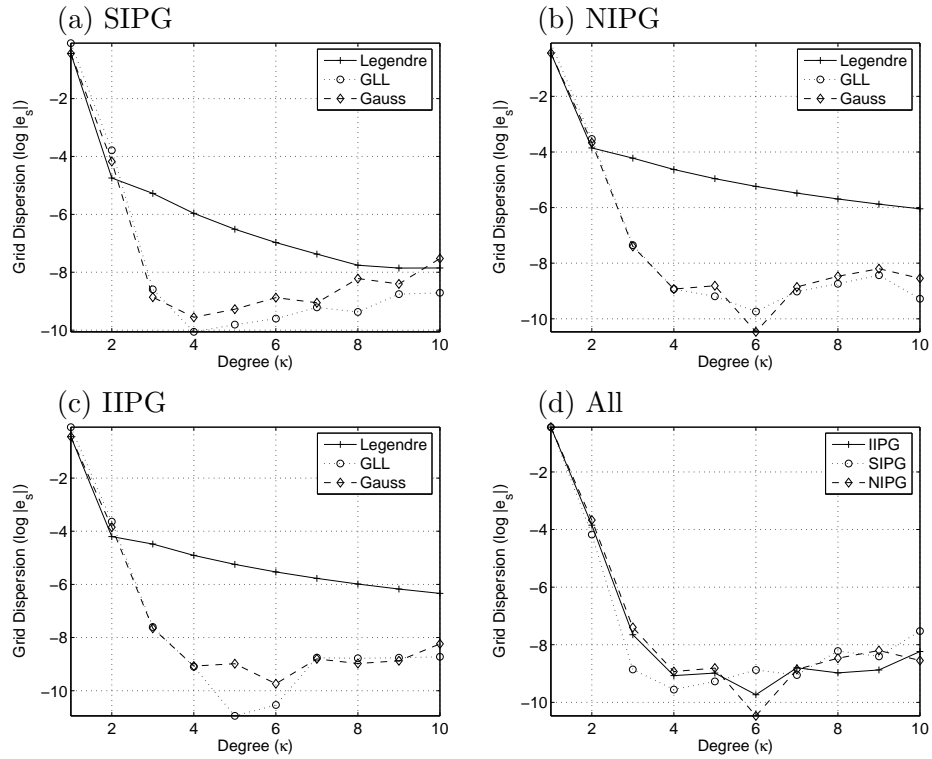 (a) SIPG
Legendre
GLL
Gauss
Grid Dispersion (log |e_s|)
−2
−4
−6
−8
−10
2 4 6 8 10
Degree (κ)
(b) NIPG
Legendre
GLL
Gauss
Grid Dispersion (log |e_s|)
−2
−4
−6
−8
−10
2 4 6 8 10
Degree (κ)
(c) IIPG
Legendre
GLL
Gauss
Grid Dispersion (log |e_s|)
−2
−4
−6
−8
−10
2 4 6 8 10
Degree (κ)
(d) All
IIPG
SIPG
NIPG
Grid Dispersion (log |e_s|)
−2
−4
−6
−8
−10
2 4 6 8 10
Degree (κ)